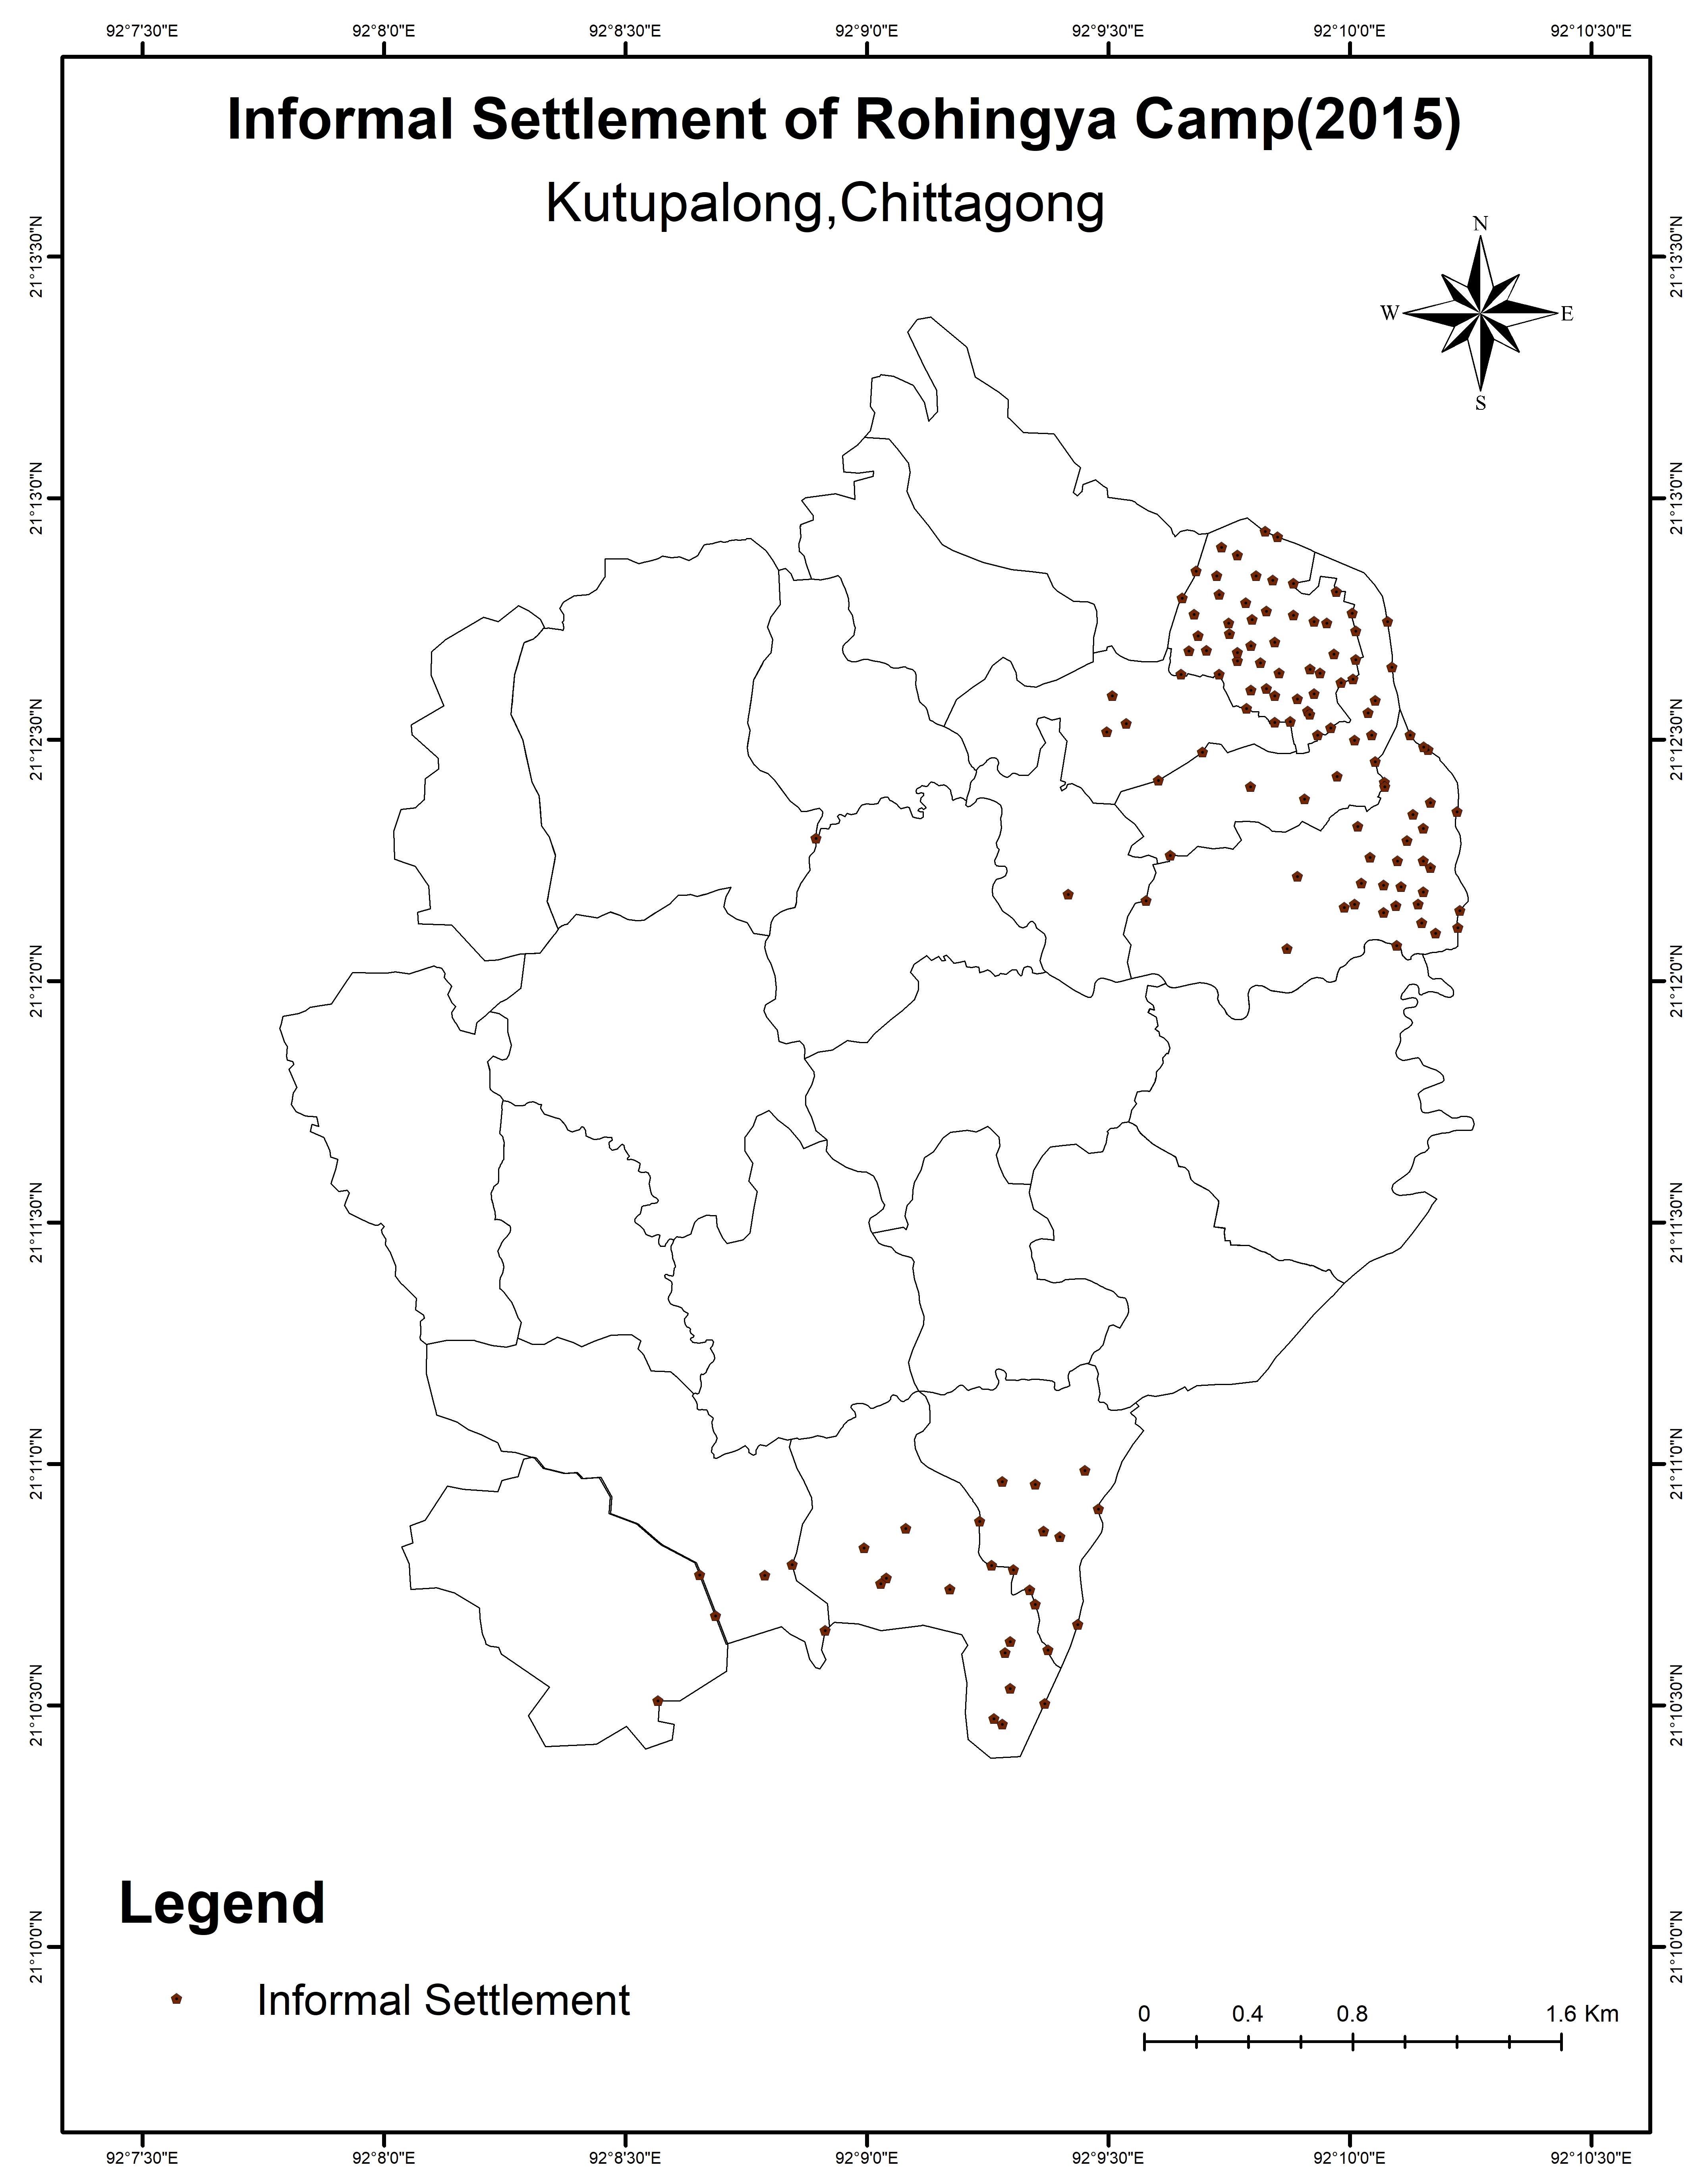 92°7'30"E 92°8'0"E 92°8'30"E 92°9'0"E 92°9'30"E 92°10'0"E 92°10'30"E
Informal Settlement of Rohingya Camp(2015)
Kutupalong,Chittagong
N
W E
S
21°13'30"N 21°13'30"N
21°13'0"N 21°13'0"N
21°12'30"N 21°12'30"N
21°12'0"N 21°12'0"N
21°11'30"N 21°11'30"N
21°11'0"N 21°11'0"N
21°10'30"N 21°10'30"N
21°10'0"N 21°10'0"N
Legend
Informal Settlement
0 0.4 0.8 1.6 Km
92°7'30"E 92°8'0"E 92°8'30"E 92°9'0"E 92°9'30"E 92°10'0"E 92°10'30"E